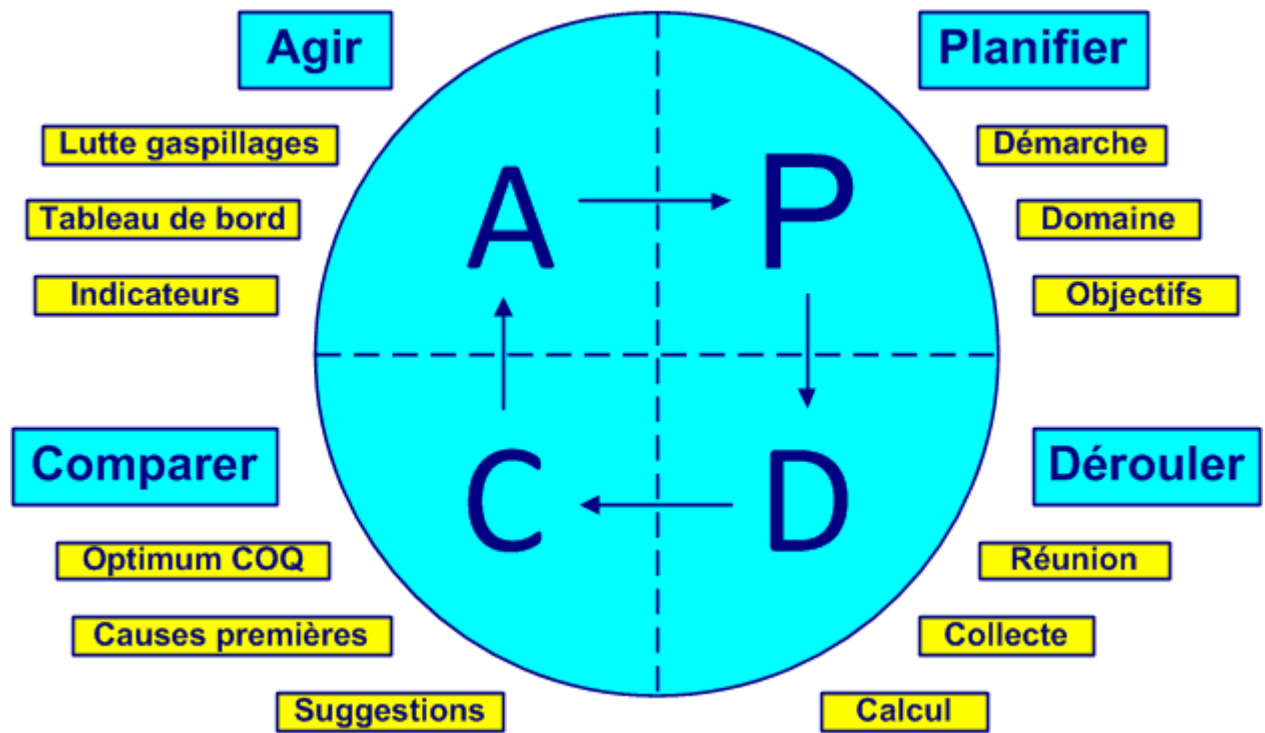 Agir
Planifier
Lutte gaspillages
Démarche
Tableau de bord
Domaine
Indicateurs
Objectifs
A
P
C
D
Comparer
Dérouler
Optimum COQ
Réunion
Causes premières
Collecte
Suggestions
Calcul